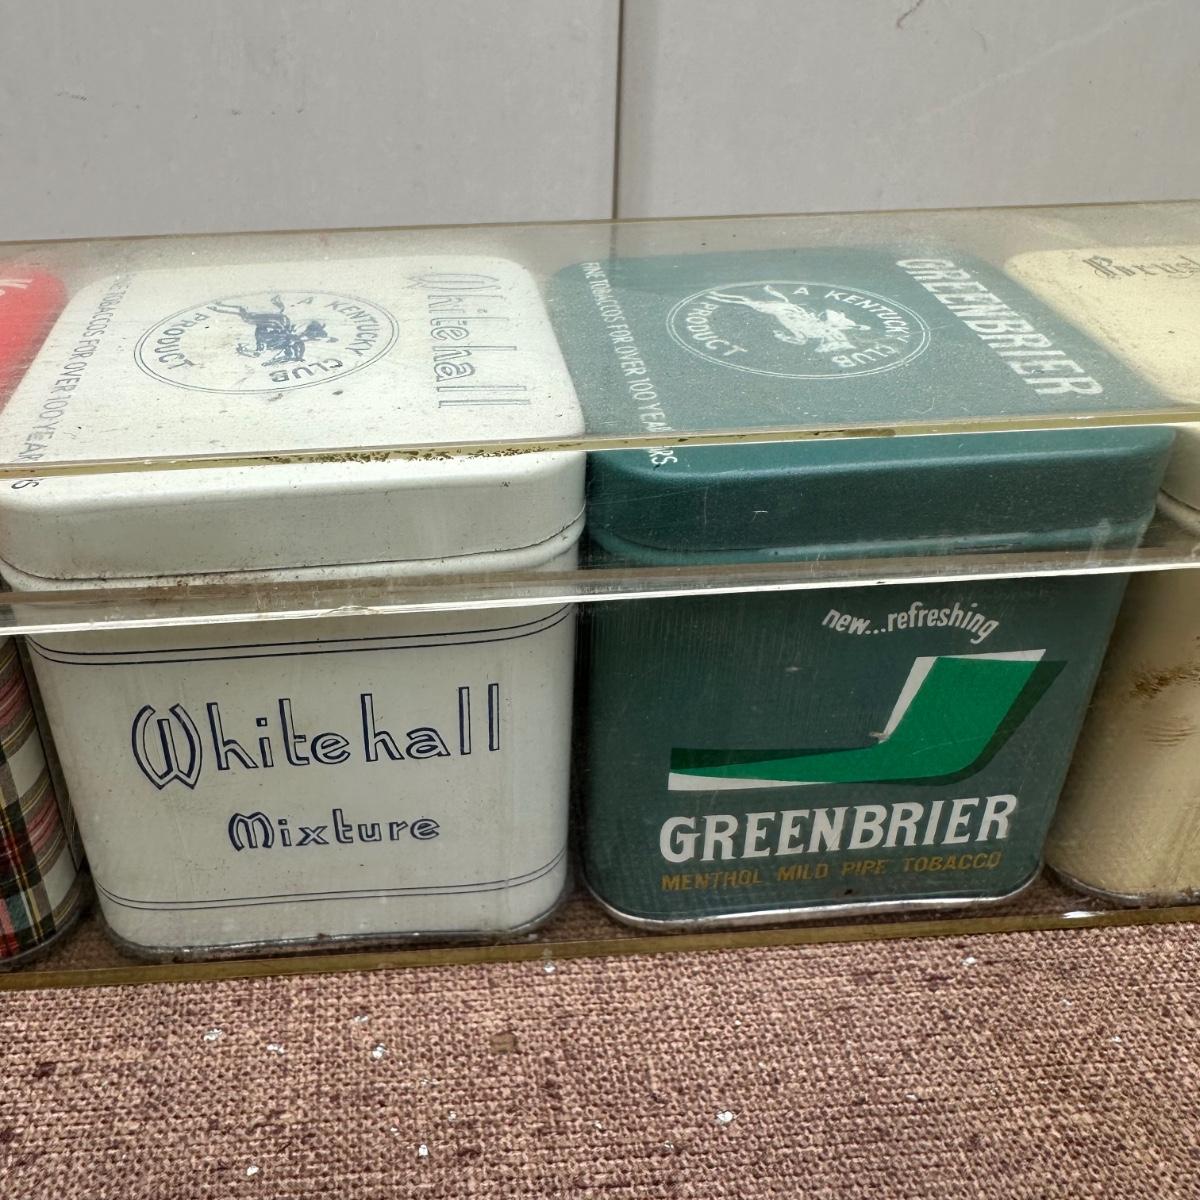 FINE TOBACCOS FOR OVER 100 YEARS
A KENTUCKY CLUB
PRODUCT
Whitehall
FINE TOBACCOS FOR OVER 100 YEARS.
A KENTUCKY CLUB
PRODUCT
GREENBRIER
Whitehall
Mixture
new...refreshing
GREENBRIER
MENTHOL MILD PIPE TOBACCO